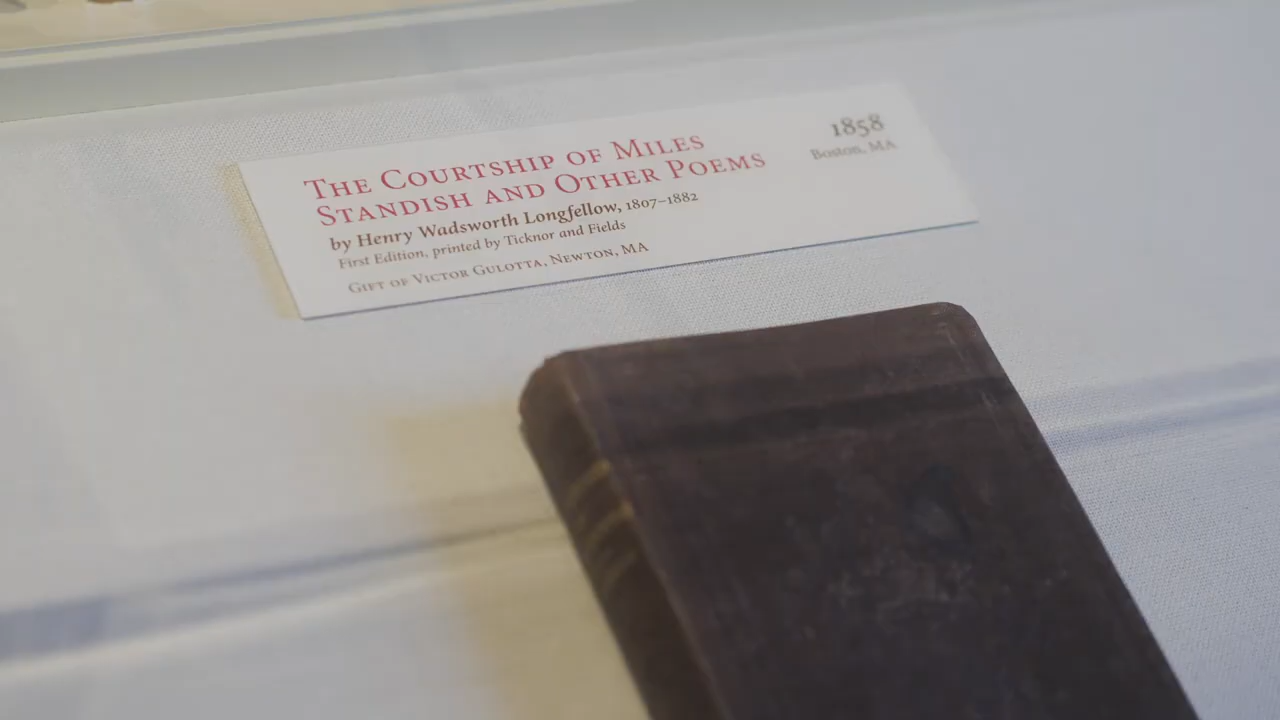 The Courtship of Miles
Standish and Other Poems
by Henry Wadsworth Longfellow, 1807–1882
First Edition, printed by Ticknor and Fields
Gift of Victor Gulotta, Newton, MA
1858
Boston, MA